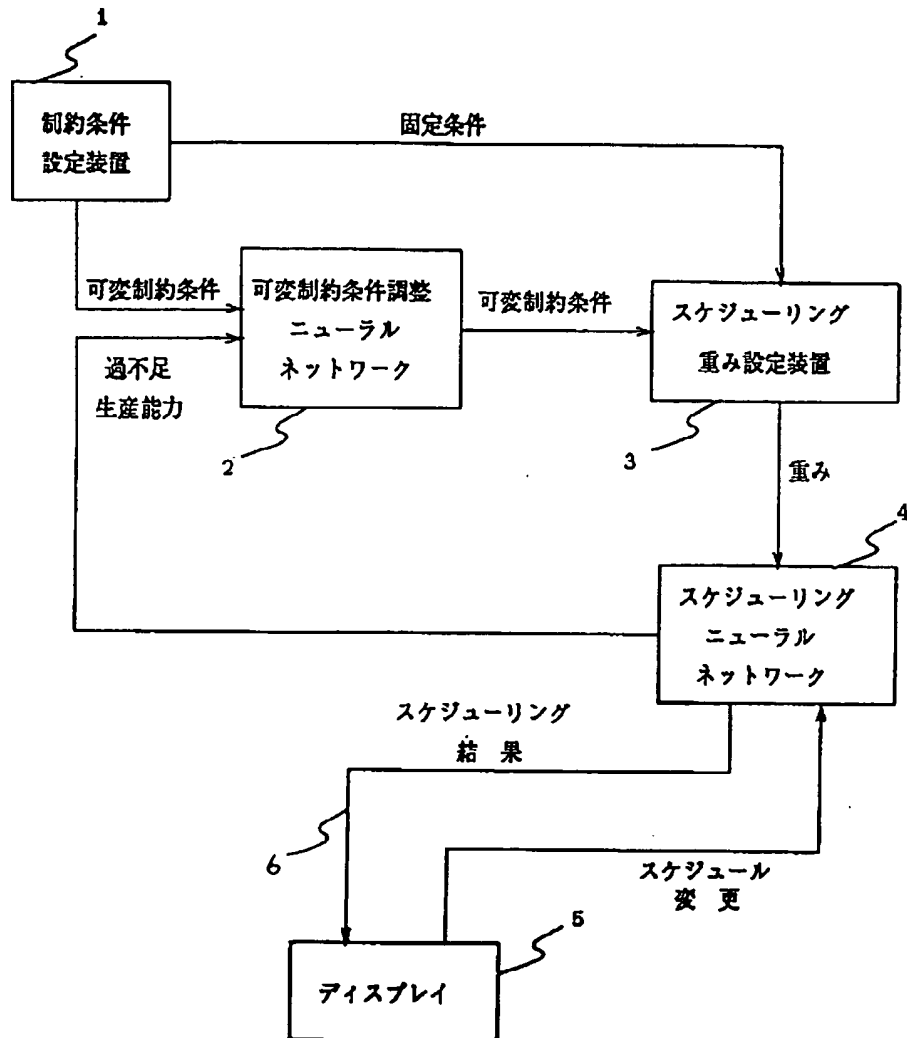 1
制約条件
設定装置
固定条件
可変制約条件
可変制約条件調整
ニューラル
ネットワーク
可変制約条件
スケジューリング
重み設定装置
過不足
生産能力
2
3
重み
4
スケジューリング
ニューラル
ネットワーク
スケジューリング
結 果
6
スケジュール
変 更
5
ディスプレイ